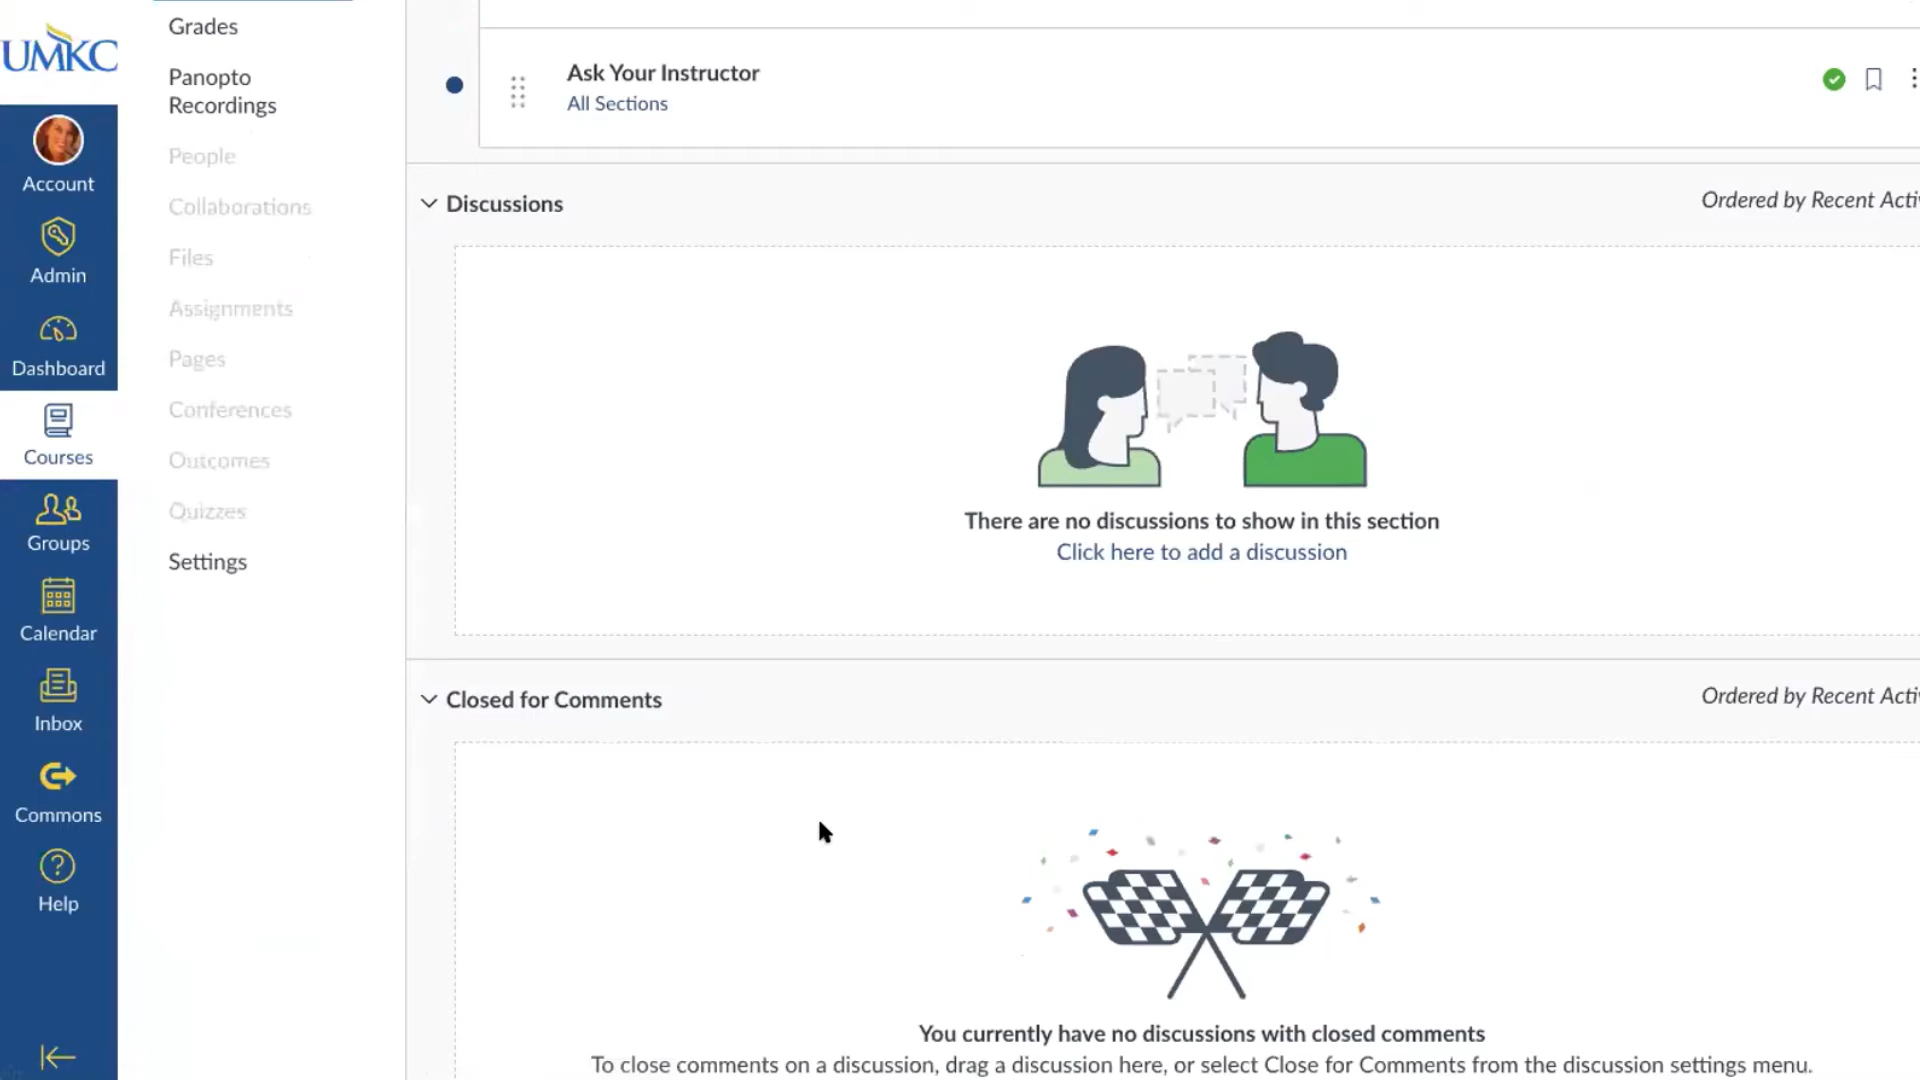 UMKC
Account
Admin
Dashboard
Courses
Groups
Calendar
Inbox
Commons
Help
Grades
Panopto
Recordings
People
Collaborations
Files
Assignments
Pages
Conferences
Outcomes
Quizzes
Settings
Ask Your Instructor
All Sections
Discussions
Ordered by Recent Acti
There are no discussions to show in this section
Click here to add a discussion
Closed for Comments
Ordered by Recent Acti
You currently have no discussions with closed comments
To close comments on a discussion, drag a discussion here, or select Close for Comments from the discussion settings menu.